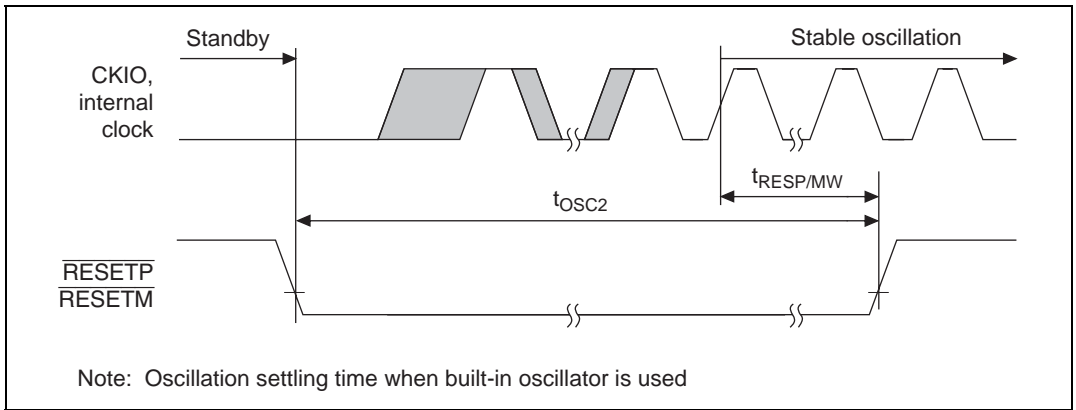 Standby
Stable oscillation
CKIO,
internal
clock
tRESP/MW
tOSC2
RESETP
RESETM
Note: Oscillation settling time when built-in oscillator is used